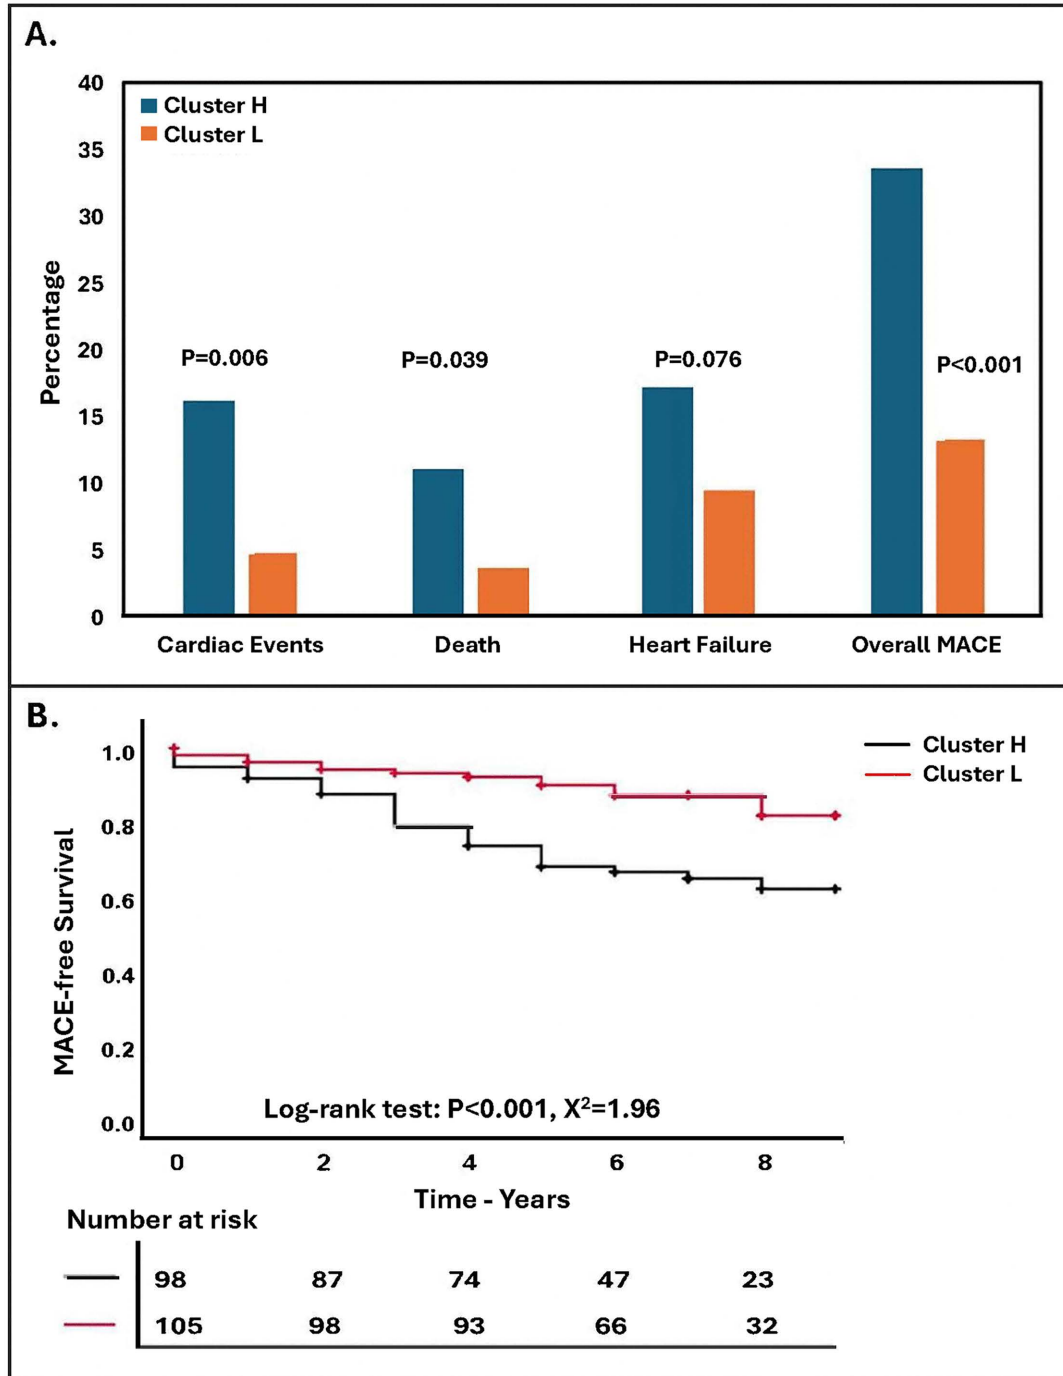 A.
40
35
30
25
20
15
10
5
0
Percentage
Cluster H
Cluster L
P=0.006
P=0.039
P=0.076
P<0.001
Cardiac Events
Death
Heart Failure
Overall MACE
B.
1.0
0.8
0.6
0.4
0.2
0.0
MACE-free Survival
Cluster H
Cluster L
Log-rank test: P<0.001, X²=1.96
0 2 4 6 8
Time - Years
Number at risk
98 87 74 47 23
105 98 93 66 32